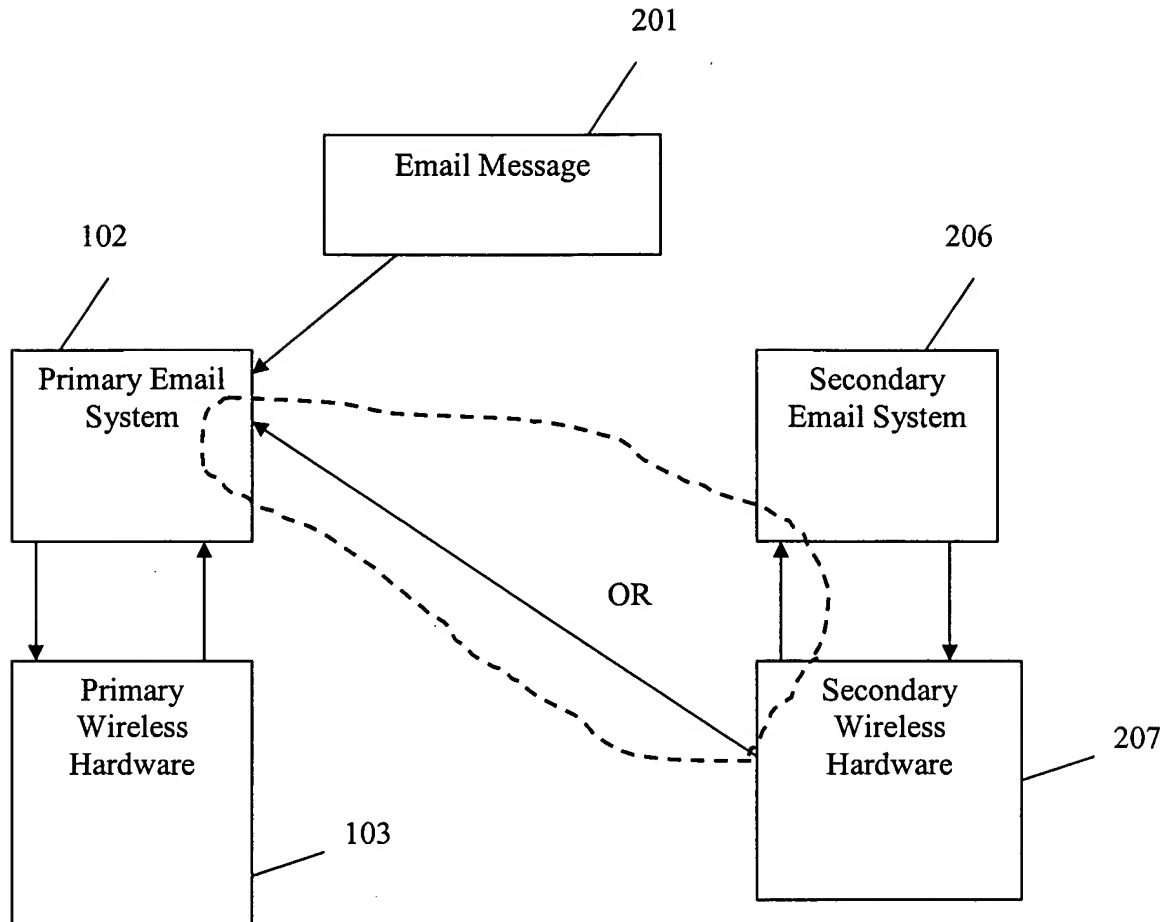 201
Email Message
102
206
Primary Email
System
Secondary
Email System
OR
Primary
Wireless
Hardware
Secondary
Wireless
Hardware
207
103